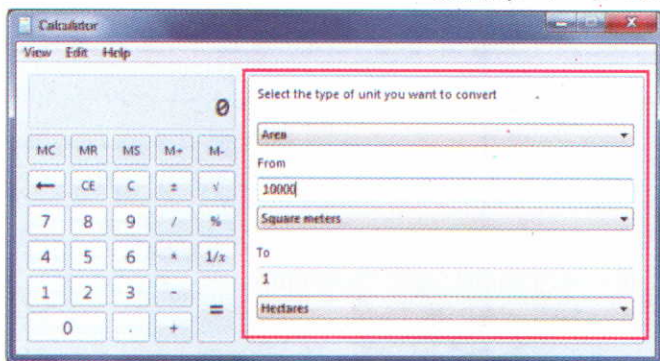 Calculator
View Edit Help
0
MC MR MS M+ M-
← CE C ± √
7 8 9 / %
4 5 6 * 1/x
1 2 3 - =
0 . +
Select the type of unit you want to convert
Area
From
10000
Square meters
To
1
Hectares